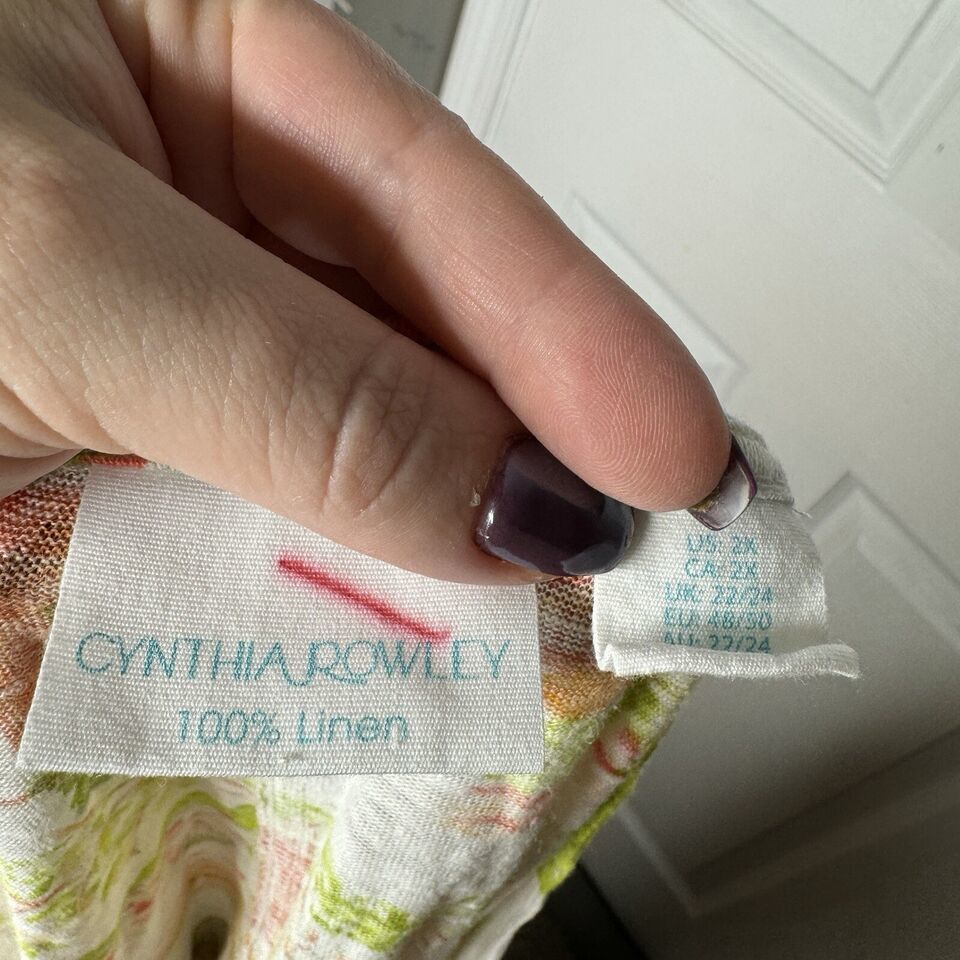 CYNTHIA ROWLEY
100% Linen
US: 2X
CA: 2X
UK: 22/24
EU: 48/50
AU: 22/24